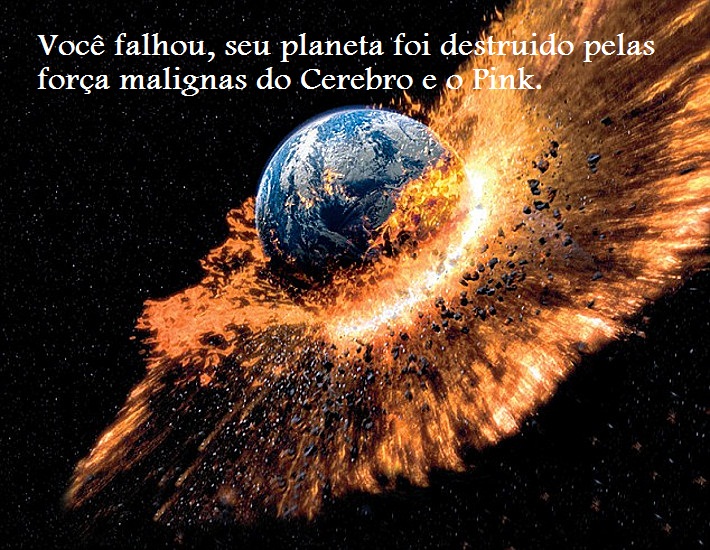 Você falhou, seu planeta foi destruido pelas
força malignas do Cerebro e o Pink.